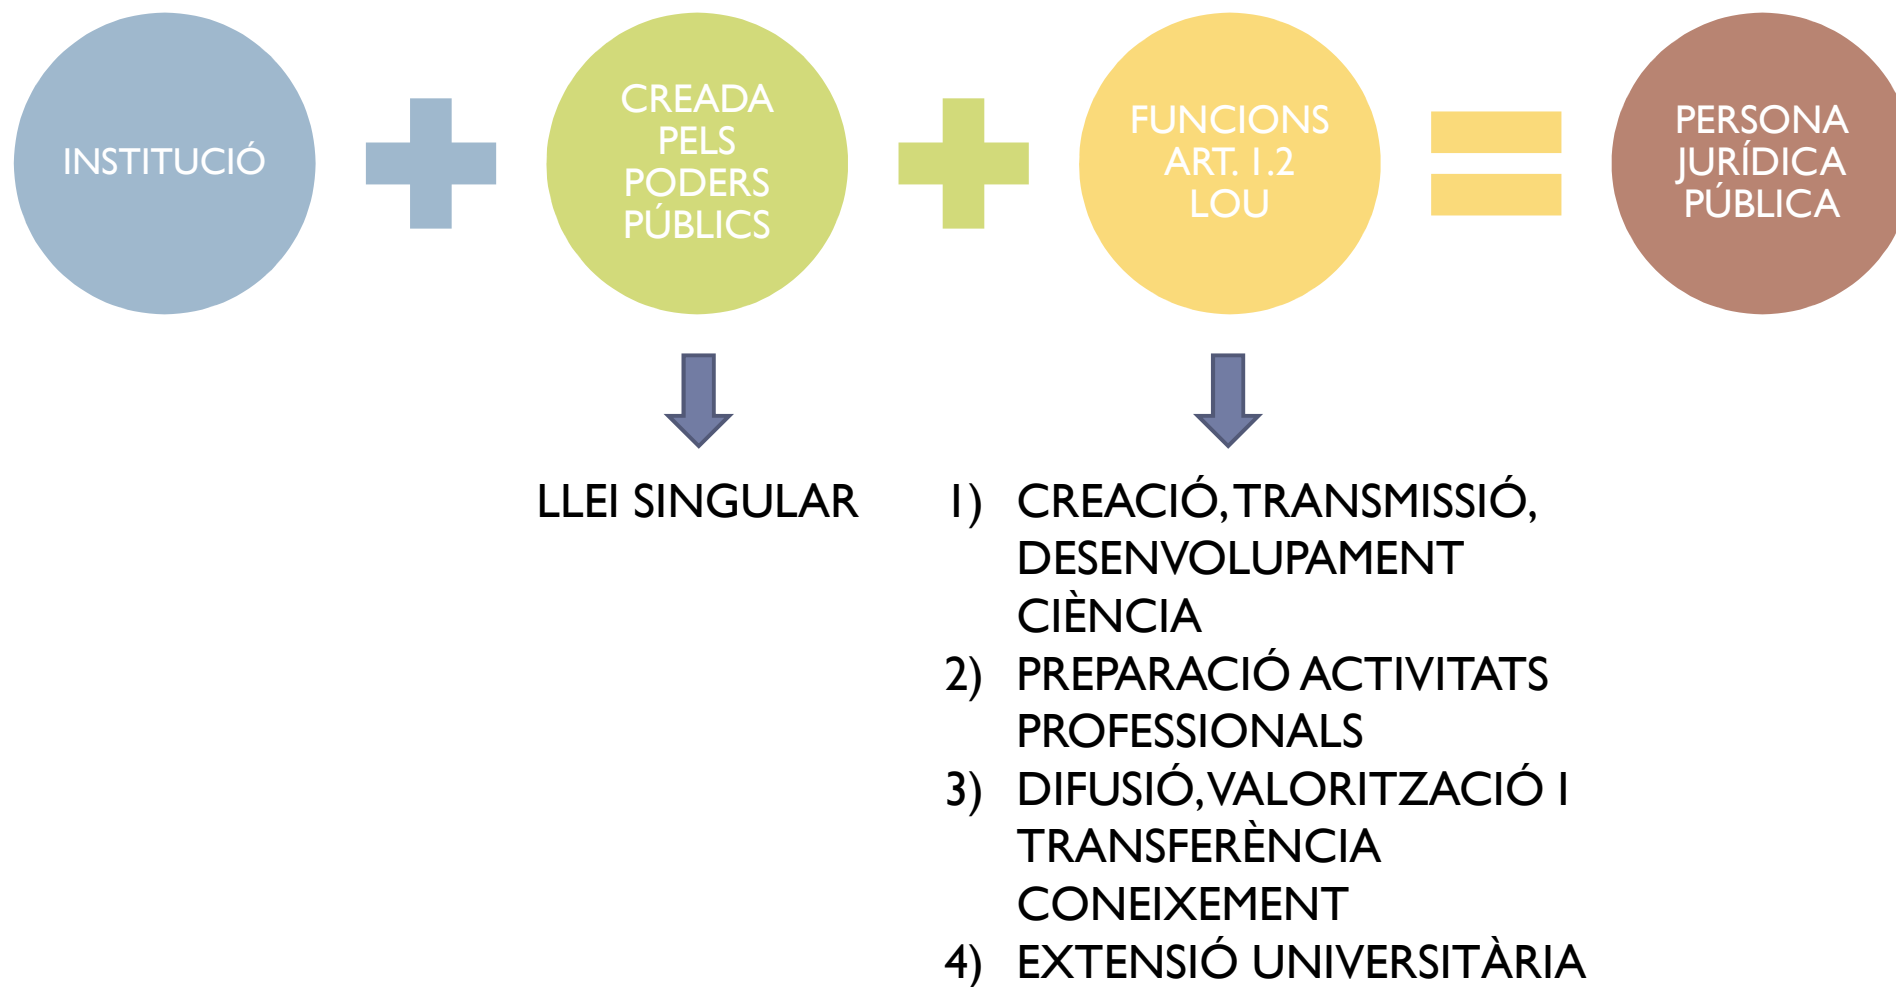 INSTITUCIÓ
CREADA
PELS
PODERS
PÚBLICS
FUNCIONS
ART. 1.2
LOU
PERSONA
JURÍDICA
PÚBLICA
LLEI SINGULAR
1) CREACIÓ, TRANSMISSIÓ,
DESENVOLUPAMENT
CIÈNCIA
2) PREPARACIÓ ACTIVITATS
PROFESSIONALS
3) DIFUSIÓ, VALORITZACIÓ I
TRANSFERÈNCIA
CONEIXEMENT
4) EXTENSIÓ UNIVERSITÀRIA